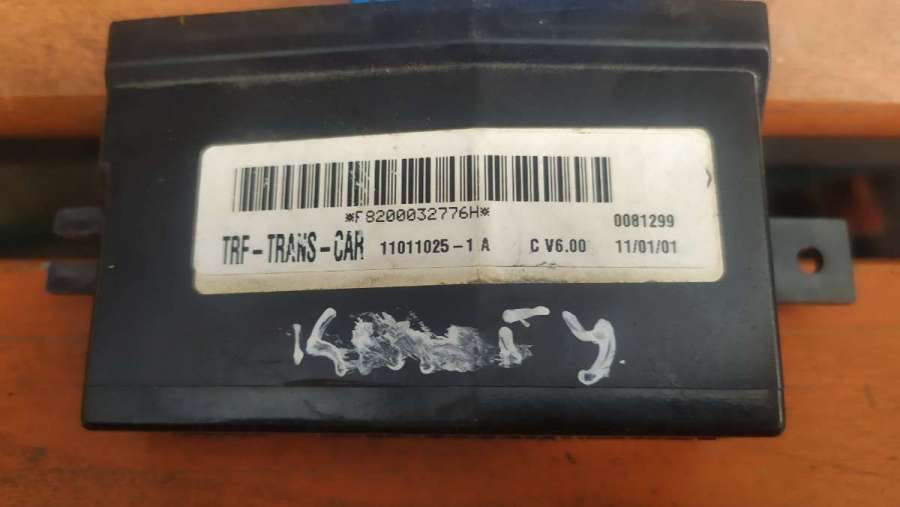 *F8200032776H*
0081299
TRF-TRANS-CAR 11011025-1 A C V6.00 11/01/01